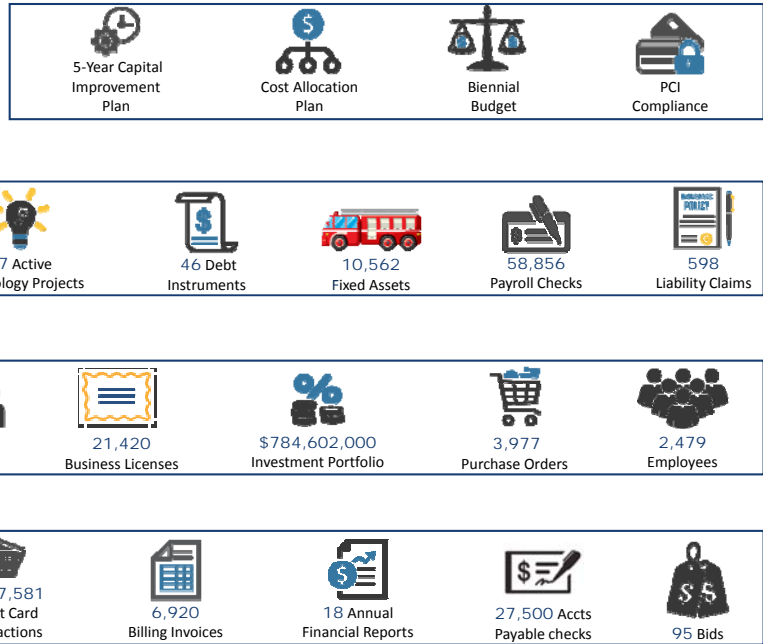 5-Year Capital
Improvement
Plan
$
Cost Allocation
Plan
Biennial
Budget
PCI
Compliance
7 Active
ology Projects
$
46 Debt
Instruments
10,562
Fixed Assets
$
58,856
Payroll Checks
INSURANCE
POLICY
598
Liability Claims
21,420
Business Licenses
%
$784,602,000
Investment Portfolio
3,977
Purchase Orders
2,479
Employees
7,581
t Card
actions
6,920
Billing Invoices
$
18 Annual
Financial Reports
$
27,500 Accts
Payable checks
$ $
95 Bids